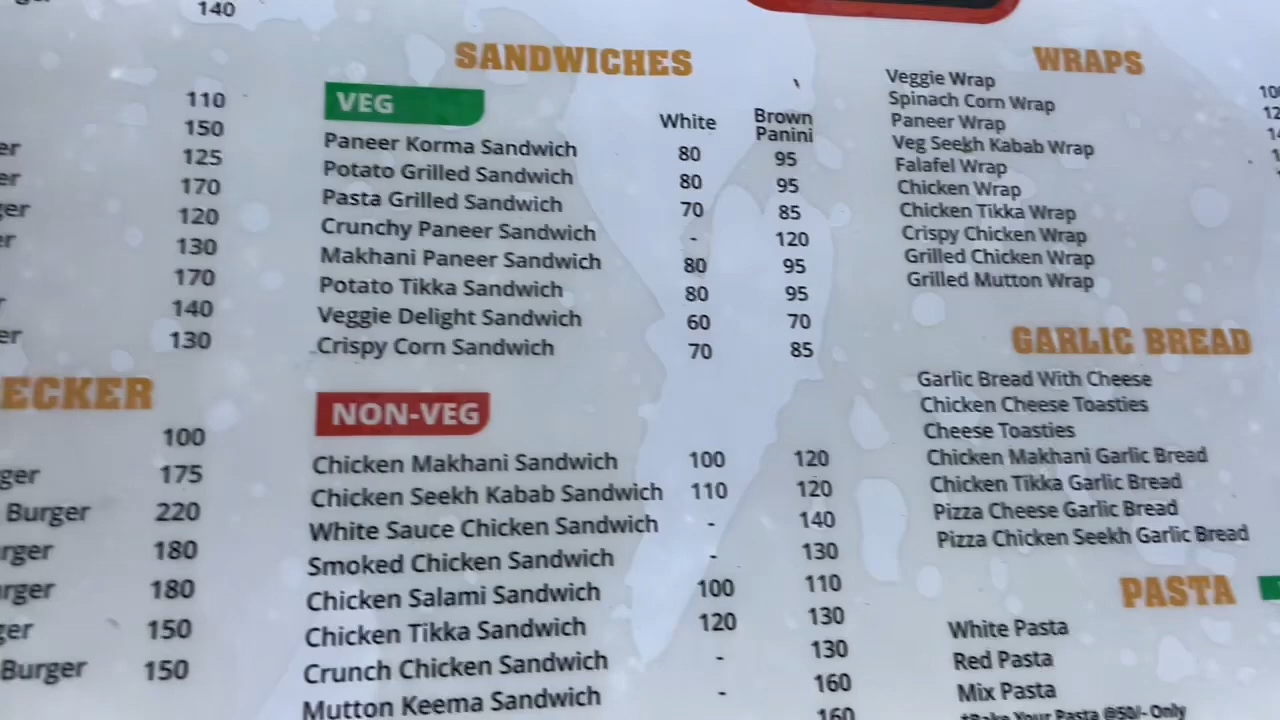 140
110
150
er 125
er 170
ger 120
er 130
170
r 140
er 130
ECKER
100
ger 175
Burger 220
rger 180
rger 180
ger 150
Burger 150
SANDWICHES
VEG White Brown Panini
Paneer Korma Sandwich 80 95
Potato Grilled Sandwich 80 95
Pasta Grilled Sandwich 70 85
Crunchy Paneer Sandwich - 120
Makhani Paneer Sandwich 80 95
Potato Tikka Sandwich 80 95
Veggie Delight Sandwich 60 70
Crispy Corn Sandwich 70 85
NON-VEG
Chicken Makhani Sandwich 100 120
Chicken Seekh Kabab Sandwich 110 120
White Sauce Chicken Sandwich - 140
Smoked Chicken Sandwich - 130
Chicken Salami Sandwich 100 110
Chicken Tikka Sandwich 120 130
Crunch Chicken Sandwich - 130
Mutton Keema Sandwich - 160
160
WRAPS
Veggie Wrap
Spinach Corn Wrap
Paneer Wrap
Veg Seekh Kabab Wrap
Falafel Wrap
Chicken Wrap
Chicken Tikka Wrap
Crispy Chicken Wrap
Grilled Chicken Wrap
Grilled Mutton Wrap
GARLIC BREAD
Garlic Bread With Cheese
Chicken Cheese Toasties
Cheese Toasties
Chicken Makhani Garlic Bread
Chicken Tikka Garlic Bread
Pizza Cheese Garlic Bread
Pizza Chicken Seekh Garlic Bread
PASTA
White Pasta
Red Pasta
Mix Pasta
*Bake Your Pasta @50/- Only